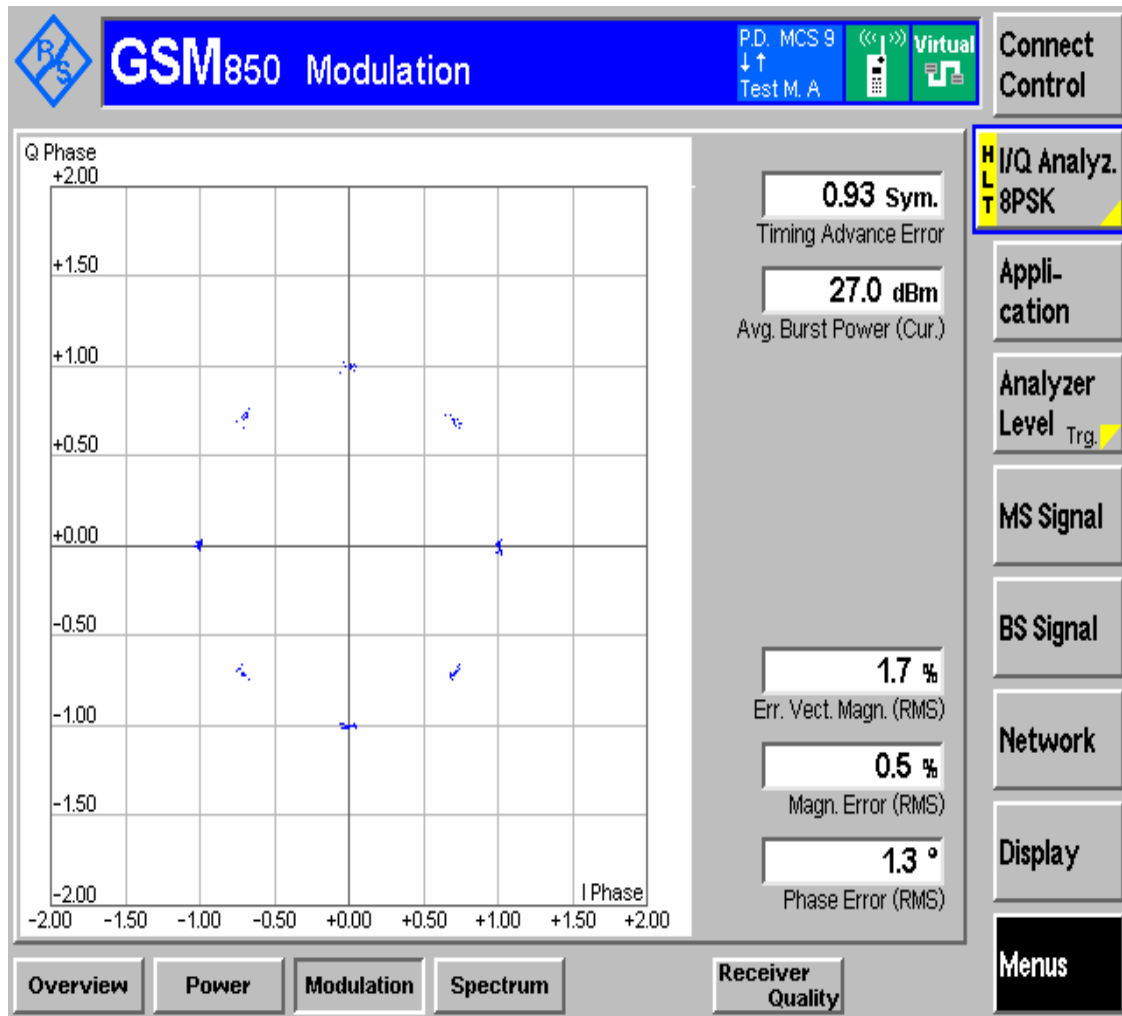 R/S
GSM850 Modulation
P.D. MCS 9
↓↑
Test M. A
Virtual
Connect
Control
Q Phase
+2.00
+1.50
+1.00
+0.50
+0.00
-0.50
-1.00
-1.50
-2.00
I Phase
-2.00 -1.50 -1.00 -0.50 +0.00 +0.50 +1.00 +1.50 +2.00
0.93 Sym.
Timing Advance Error
27.0 dBm
Avg. Burst Power (Cur.)
1.7 %
Err. Vect. Magn. (RMS)
0.5 %
Magn. Error (RMS)
1.3 °
Phase Error (RMS)
HLT
I/Q Analyz.
8PSK
Appli-
cation
Analyzer
Level Trg.
MS Signal
BS Signal
Network
Display
Menus
Overview
Power
Modulation
Spectrum
Receiver
Quality